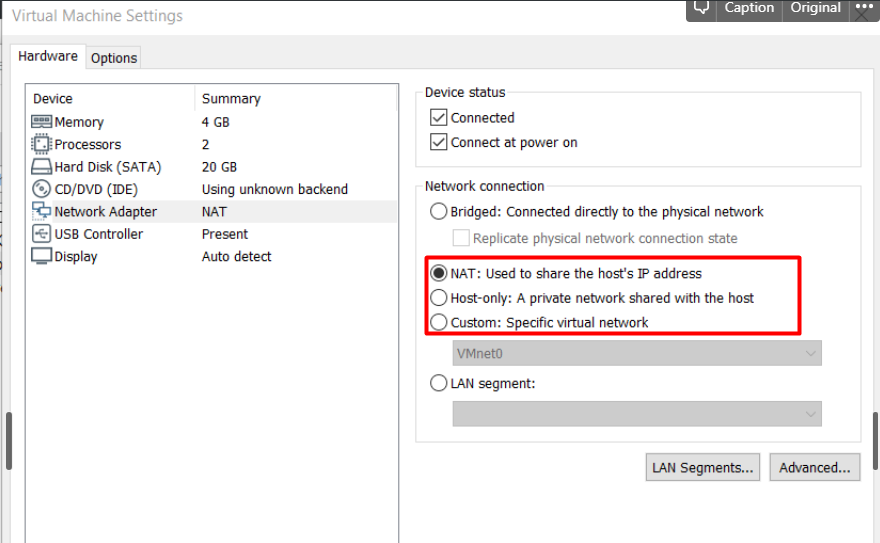 Virtual Machine Settings
Caption
Original
Hardware
Options
Device Summary
Memory 4 GB
Processors 2
Hard Disk (SATA) 20 GB
CD/DVD (IDE) Using unknown backend
Network Adapter NAT
USB Controller Present
Display Auto detect
Device status
Connected
Connect at power on
Network connection
Bridged: Connected directly to the physical network
Replicate physical network connection state
NAT: Used to share the host's IP address
Host-only: A private network shared with the host
Custom: Specific virtual network
VMnet0
LAN segment:
LAN Segments...
Advanced...